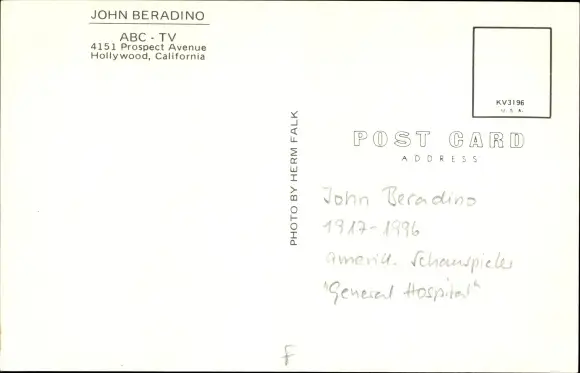 JOHN BERADINO
ABC - TV
4151 Prospect Avenue
Hollywood, California
PHOTO BY HERM FALK
KV3196
U. S. A.
POST CARD
ADDRESS
John Beradino
1917-1996
amerik. Schauspieler
"General Hospital"
F